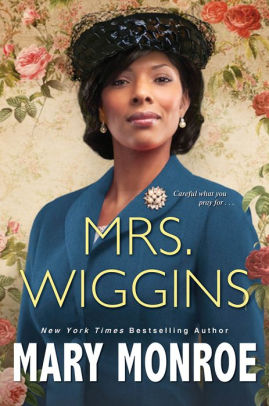 Careful what you
pray for . . .
MRS.
WIGGINS
New York Times Bestselling Author
MARY MONROE